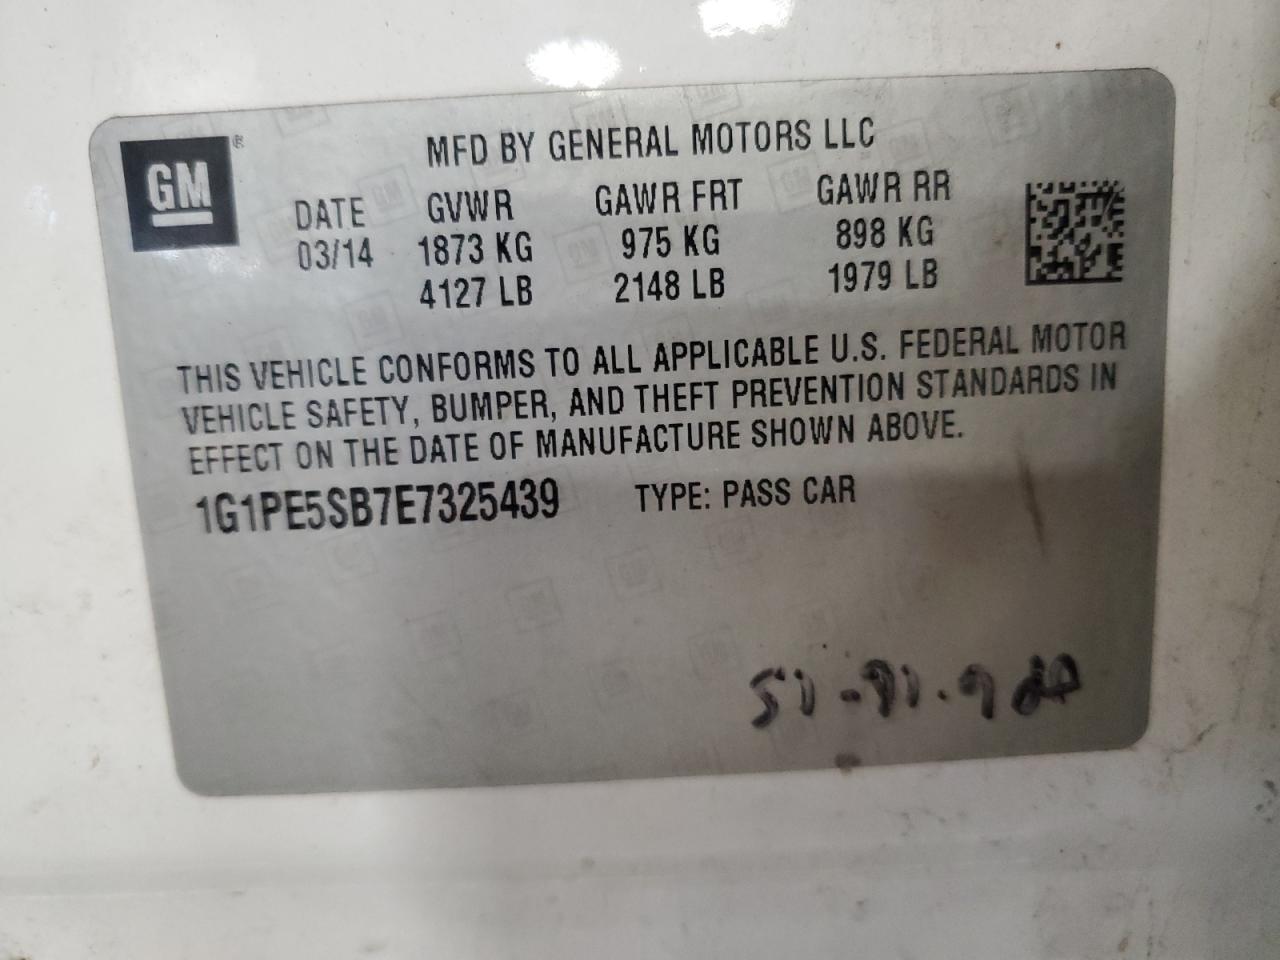 GM®
MFD BY GENERAL MOTORS LLC
DATE GVWR GAWR FRT GAWR RR
03/14 1873 KG 975 KG 898 KG
4127 LB 2148 LB 1979 LB
THIS VEHICLE CONFORMS TO ALL APPLICABLE U.S. FEDERAL MOTOR
VEHICLE SAFETY, BUMPER, AND THEFT PREVENTION STANDARDS IN
EFFECT ON THE DATE OF MANUFACTURE SHOWN ABOVE.
1G1PE5SB7E7325439 TYPE: PASS CAR